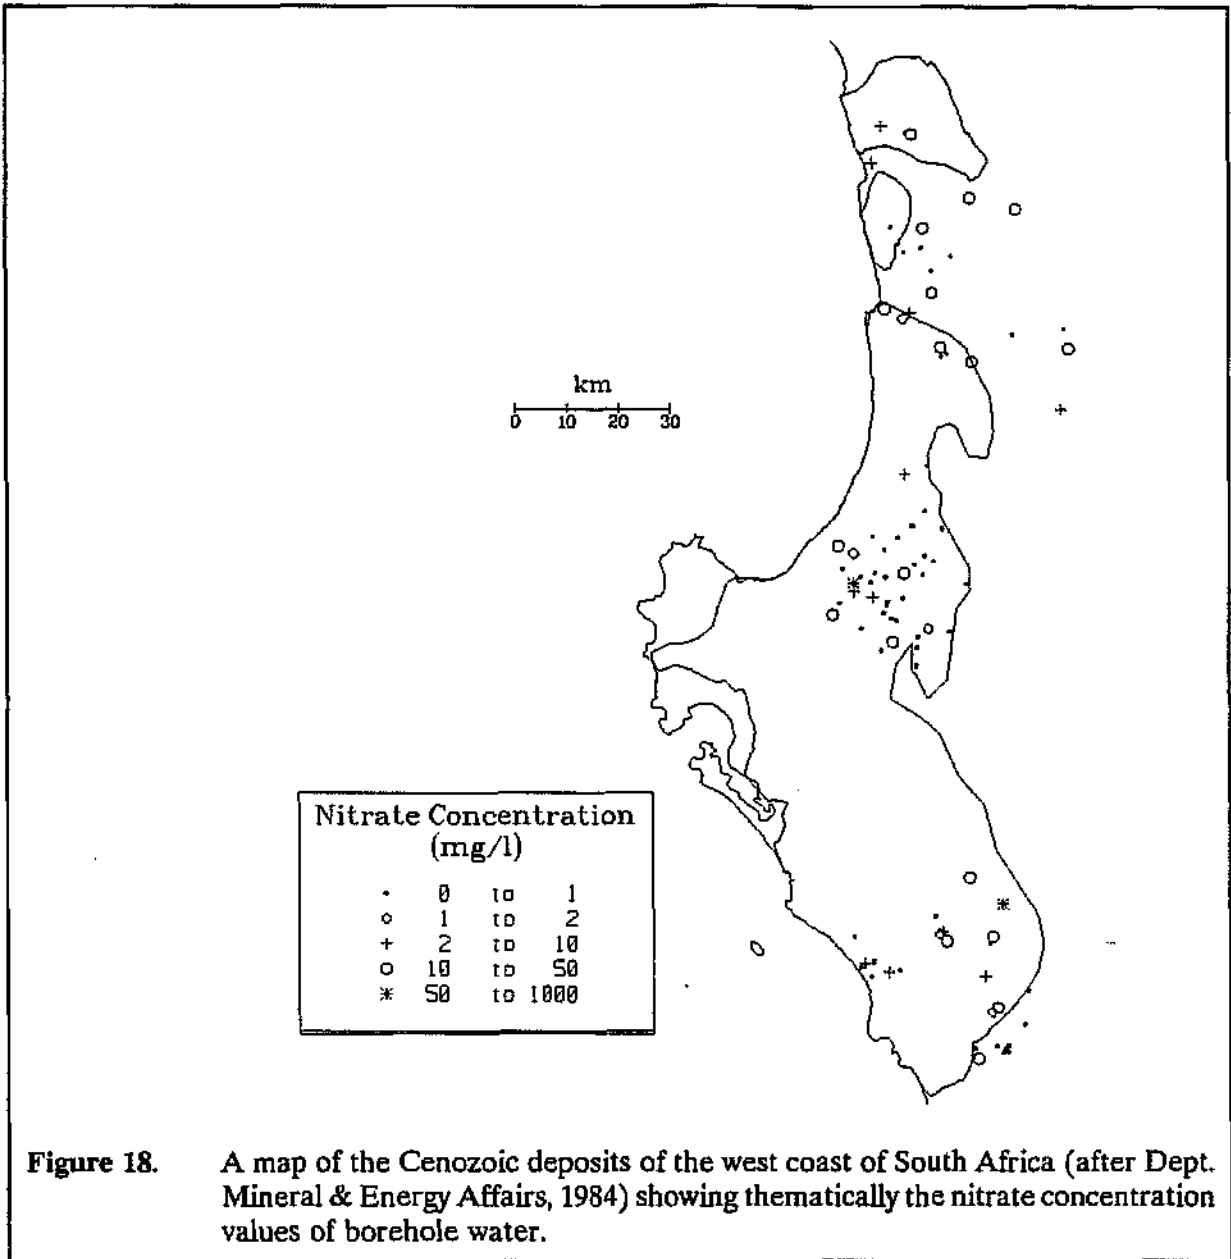 km
0 10 20 30
Nitrate Concentration
(mg/l)
0 to 1
1 to 2
2 to 10
10 to 50
50 to 1000
Figure 18. A map of the Cenozoic deposits of the west coast of South Africa (after Dept.
Mineral & Energy Affairs, 1984) showing thematically the nitrate concentration
values of borehole water.